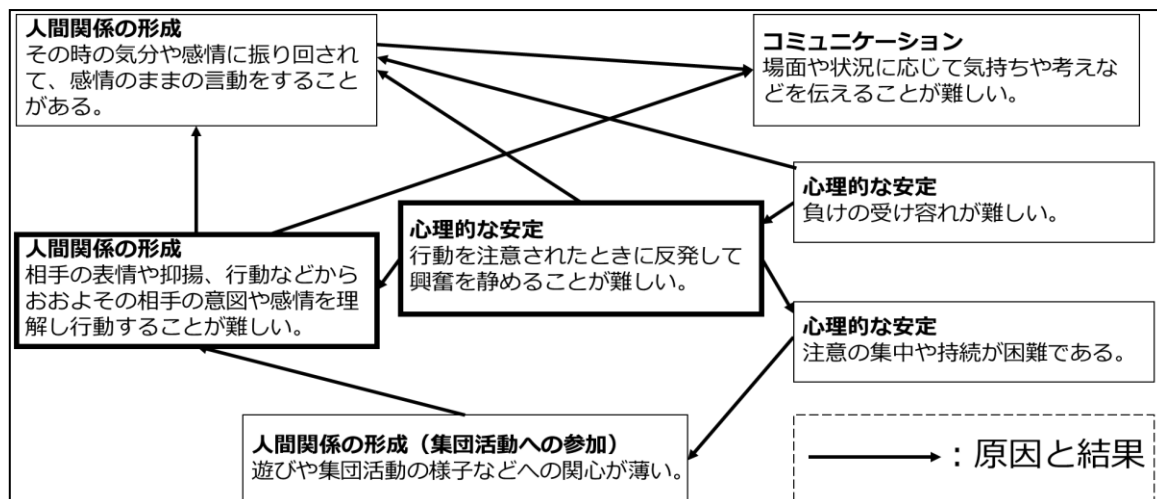 人間関係の形成
その時の気分や感情に振り回され
て、感情のままの言動をすること
がある。
コミュニケーション
場面や状況に応じて気持ちや考えな
どを伝えることが難しい。
心理的な安定
負けの受け容れが難しい。
人間関係の形成
相手の表情や抑揚、行動などから
おおよその相手の意図や感情を理
解し行動することが難しい。
心理的な安定
行動を注意されたときに反発して
興奮を静めることが難しい。
心理的な安定
注意の集中や持続が困難である。
人間関係の形成（集団活動への参加）
遊びや集団活動の様子などへの関心が薄い。
：原因と結果